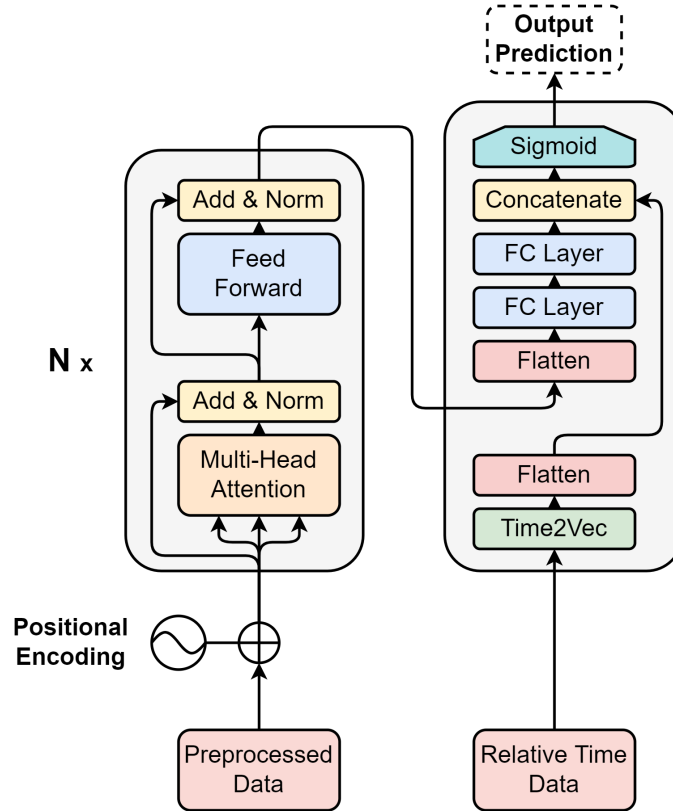 Output
Prediction
Sigmoid
Concatenate
FC Layer
FC Layer
Flatten
Flatten
Time2Vec
Relative Time
Data
Add & Norm
Feed
Forward
N x
Add & Norm
Multi-Head
Attention
Positional
Encoding
Preprocessed
Data